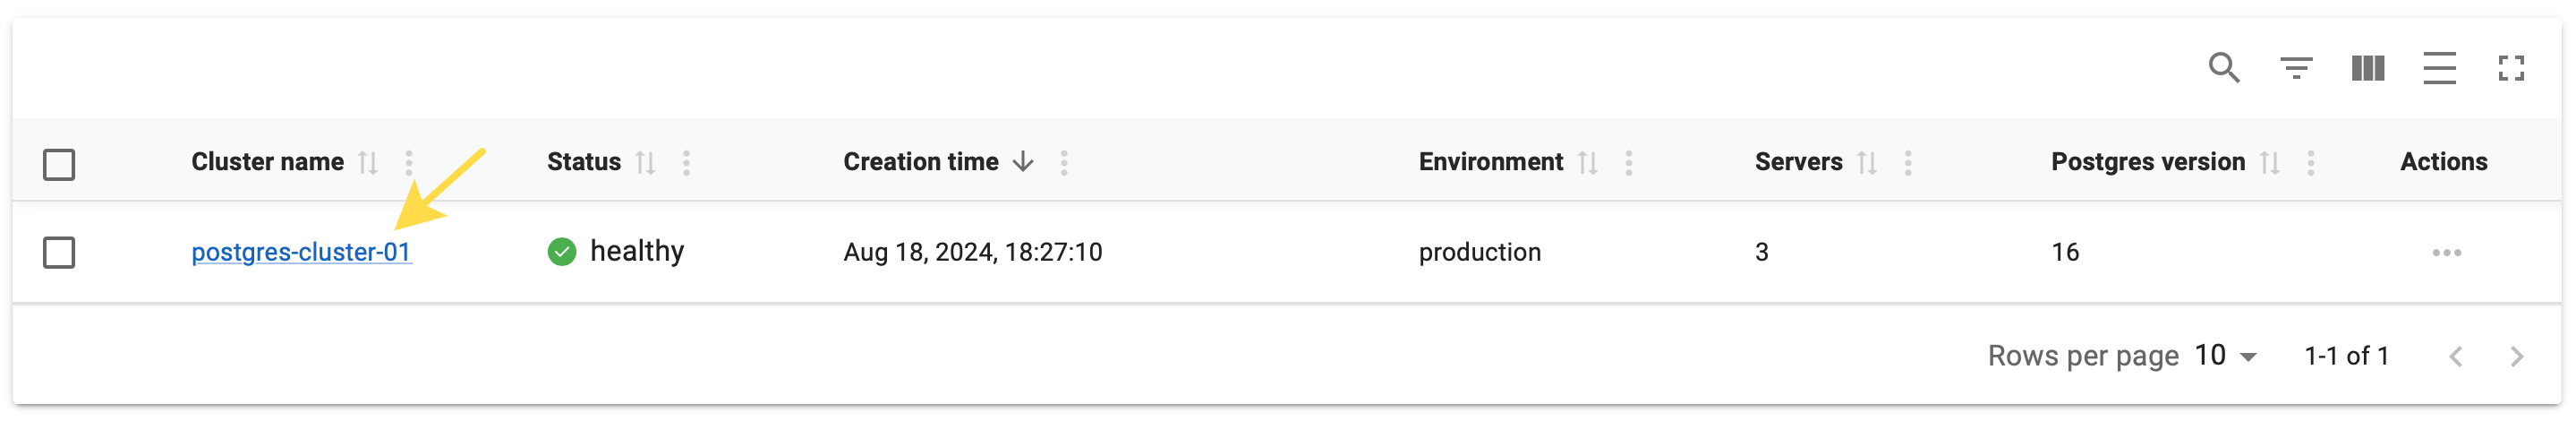 Cluster name Status Creation time Environment Servers Postgres version Actions
postgres-cluster-01 healthy Aug 18, 2024, 18:27:10 production 3 16
Rows per page 10 1-1 of 1